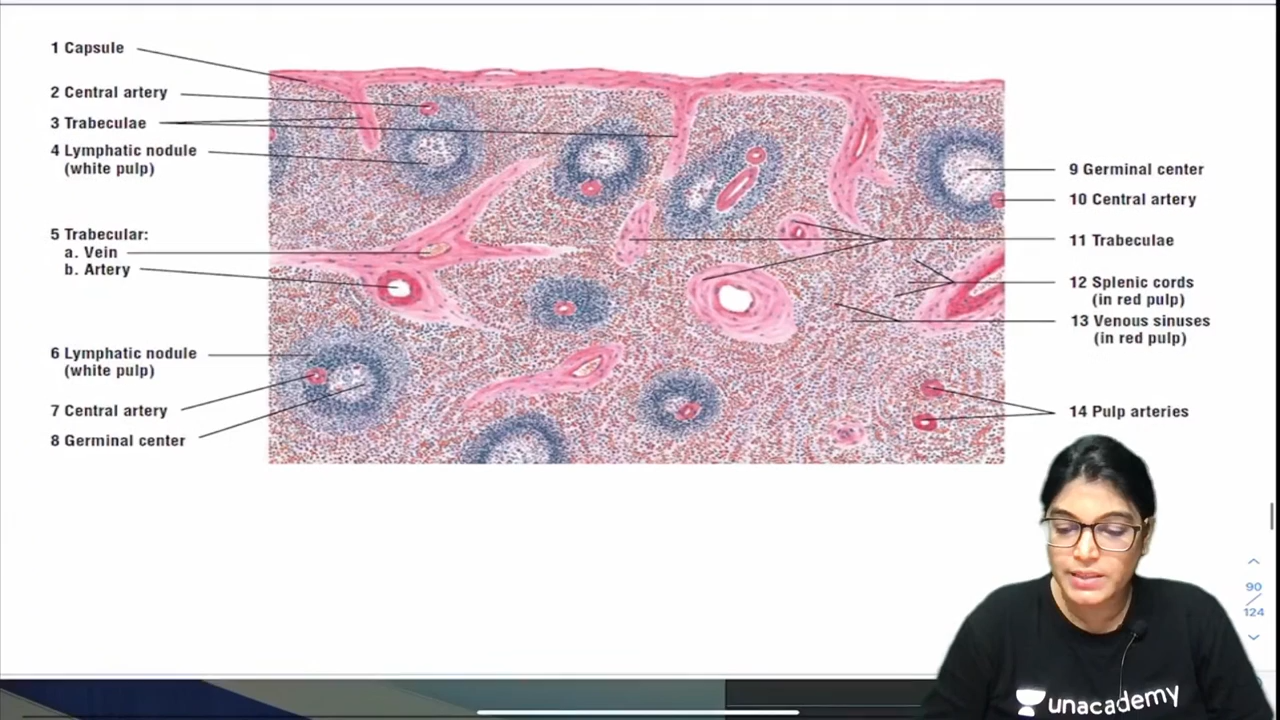 1 Capsule
2 Central artery
3 Trabeculae
4 Lymphatic nodule
(white pulp)
5 Trabecular:
a. Vein
b. Artery
6 Lymphatic nodule
(white pulp)
7 Central artery
8 Germinal center
9 Germinal center
10 Central artery
11 Trabeculae
12 Splenic cords
(in red pulp)
13 Venous sinuses
(in red pulp)
14 Pulp arteries
90
/
124
unacademy